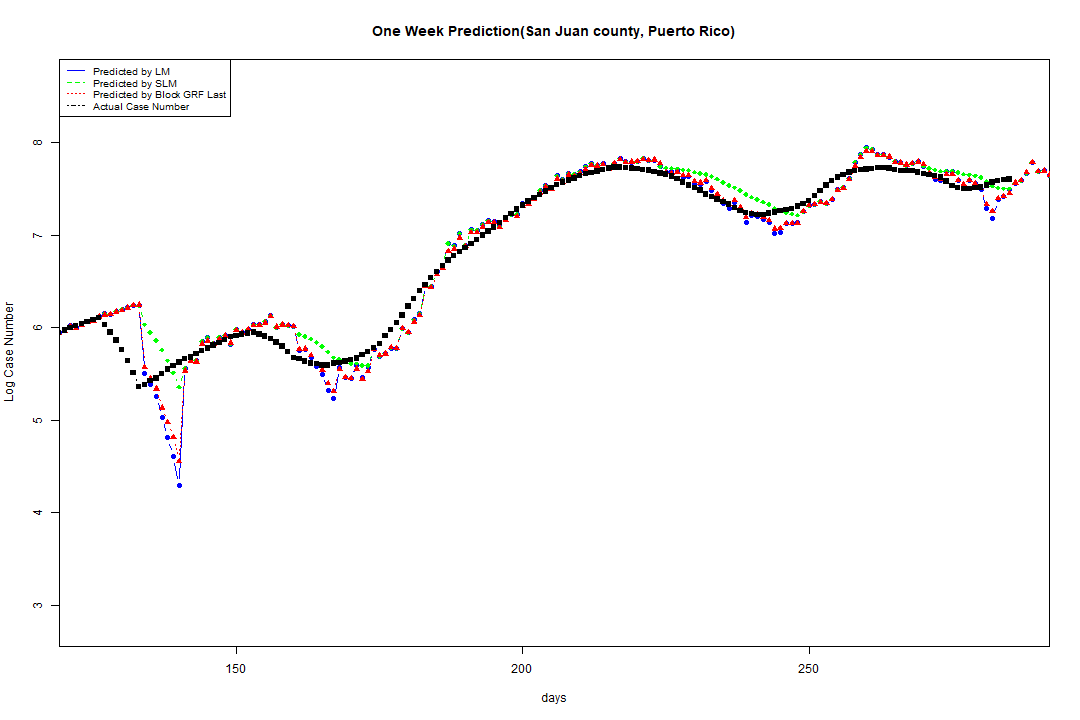 One Week Prediction(San Juan county, Puerto Rico)
Predicted by LM
Predicted by SLM
Predicted by Block GRF Last
Actual Case Number
8
7
6
5
4
3
Log Case Number
150 200 250
days